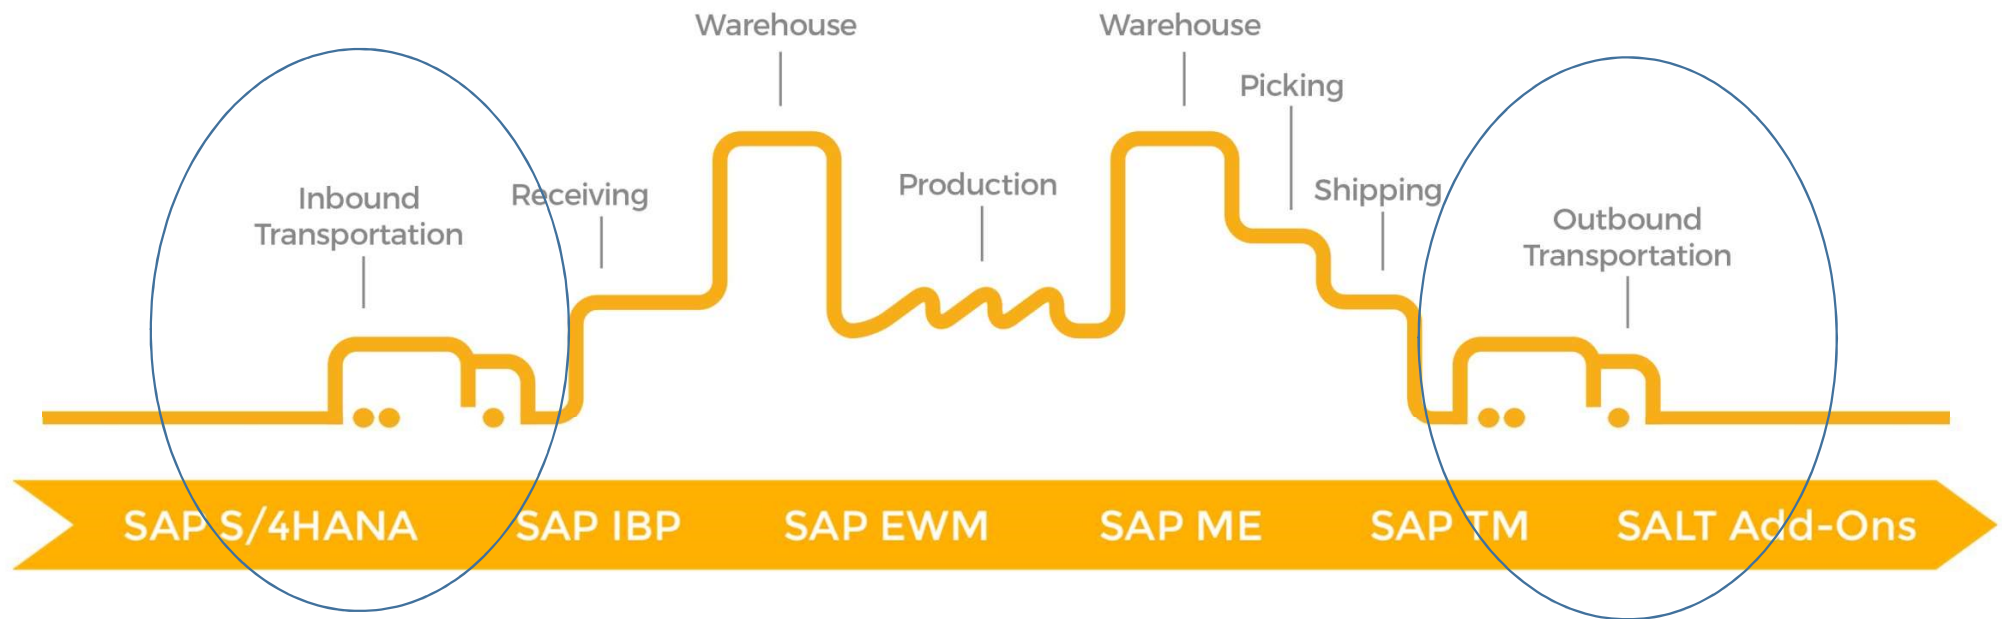 Warehouse
Warehouse
Picking
Inbound
Transportation
Receiving
Production
Shipping
Outbound
Transportation
SAP S/4HANA
SAP IBP
SAP EWM
SAP ME
SAP TM
SALT Add-Ons